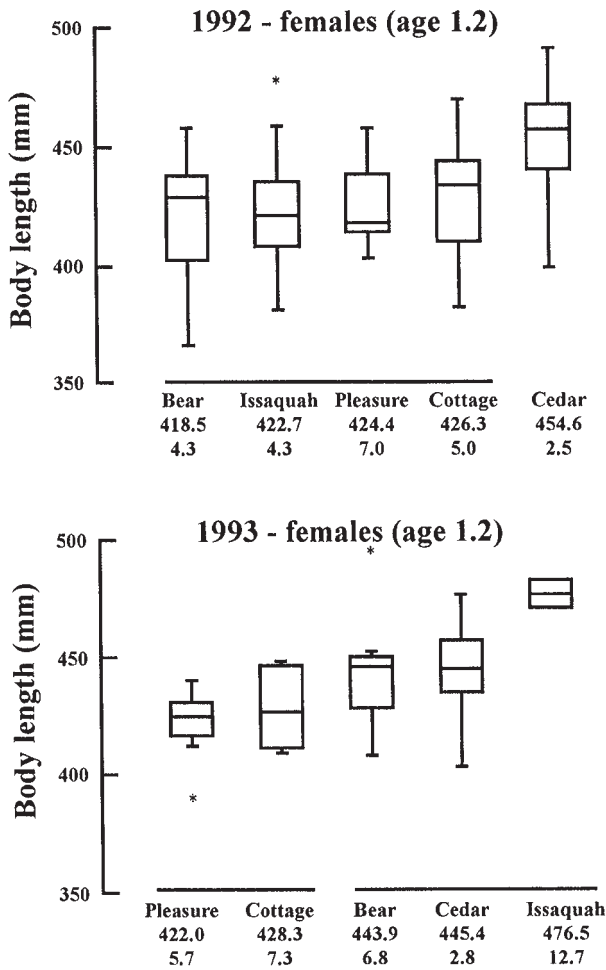 1992 - females (age 1.2)
Body length (mm)
500
450
400
350
Bear Issaquah Pleasure Cottage Cedar
418.5 422.7 424.4 426.3 454.6
4.3 4.3 7.0 5.0 2.5
1993 - females (age 1.2)
Body length (mm)
500
450
400
350
Pleasure Cottage Bear Cedar Issaquah
422.0 428.3 443.9 445.4 476.5
5.7 7.3 6.8 2.8 12.7